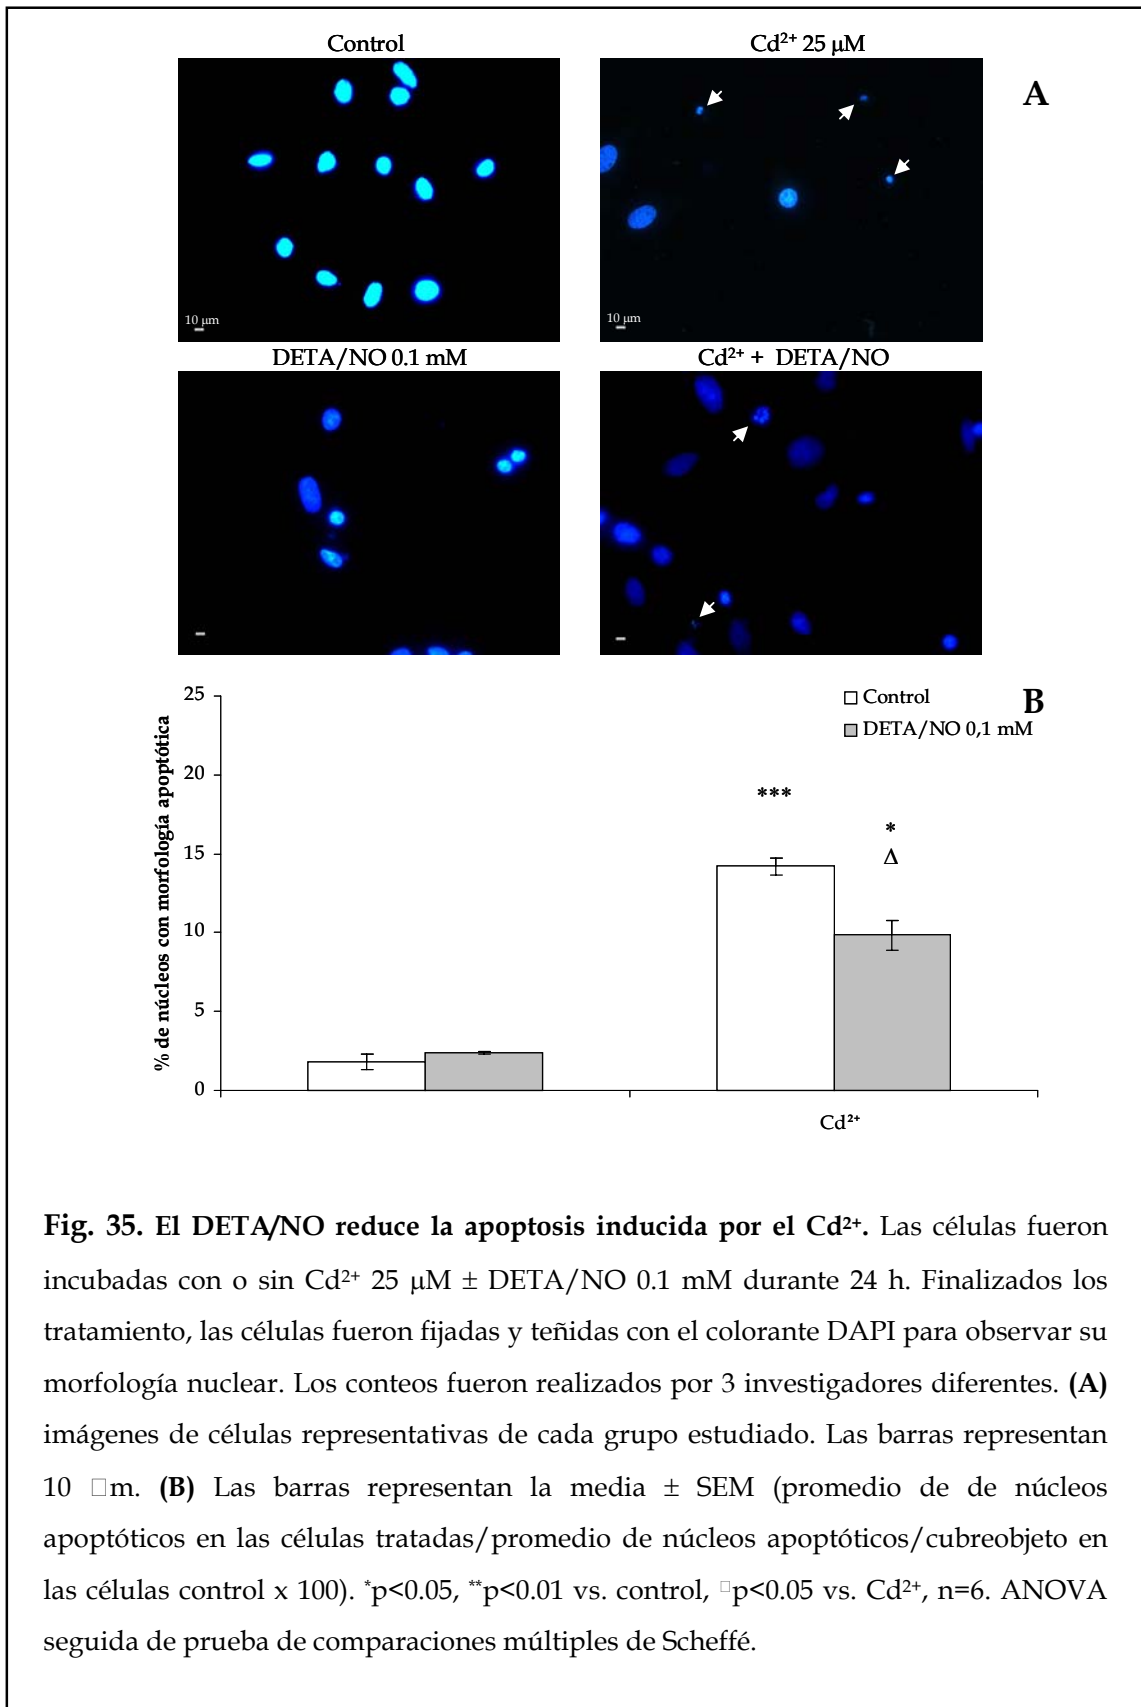 Control
Cd²⁺ 25 μM
A
10 μm
10 μm
DETA/NO 0.1 mM
Cd²⁺ + DETA/NO
B
Control
DETA/NO 0,1 mM
% de núcleos con morfología apoptótica
25
20
15
10
5
0
***
*
Δ
Cd²⁺
Fig. 35. El DETA/NO reduce la apoptosis inducida por el Cd²⁺. Las células fueron
incubadas con o sin Cd²⁺ 25 μM ± DETA/NO 0.1 mM durante 24 h. Finalizados los
tratamiento, las células fueron fijadas y teñidas con el colorante DAPI para observar su
morfología nuclear. Los conteos fueron realizados por 3 investigadores diferentes. (A)
imágenes de células representativas de cada grupo estudiado. Las barras representan
10 □m. (B) Las barras representan la media ± SEM (promedio de de núcleos
apoptóticos en las células tratadas/promedio de núcleos apoptóticos/cubreobjeto en
las células control x 100). *p<0.05, **p<0.01 vs. control, □p<0.05 vs. Cd²⁺, n=6. ANOVA
seguida de prueba de comparaciones múltiples de Scheffé.